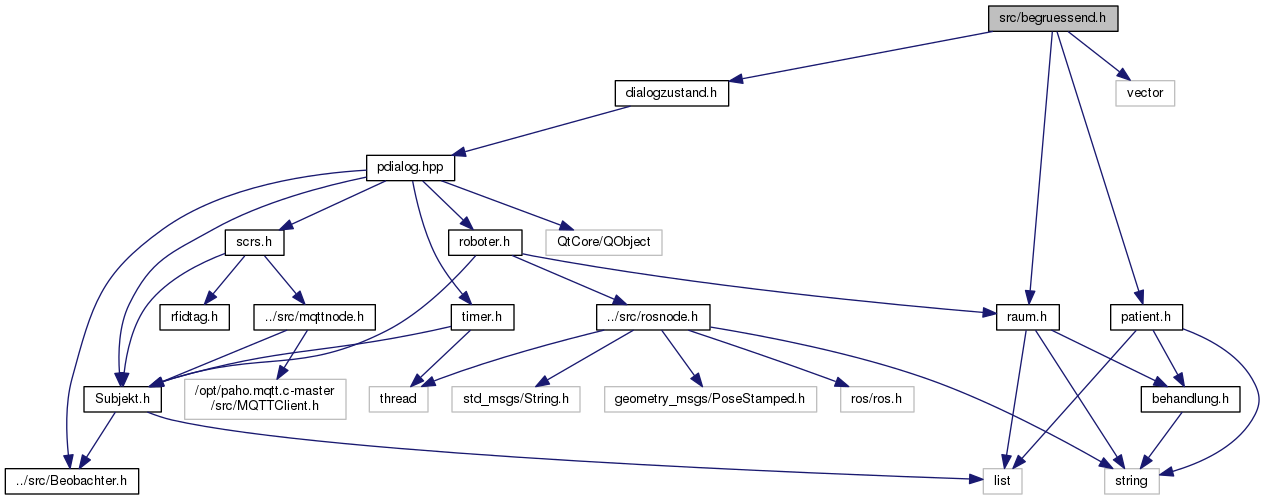 src/begruessend.h
dialogzustand.h
vector
pdialog.hpp
scrs.h
roboter.h
QtCore/QObject
rfidtag.h
../src/mqttnode.h
timer.h
../src/rosnode.h
raum.h
patient.h
Subjekt.h
/opt/paho.mqtt.c-master
/src/MQTTClient.h
thread
std_msgs/String.h
geometry_msgs/PoseStamped.h
ros/ros.h
behandlung.h
../src/Beobachter.h
list
string